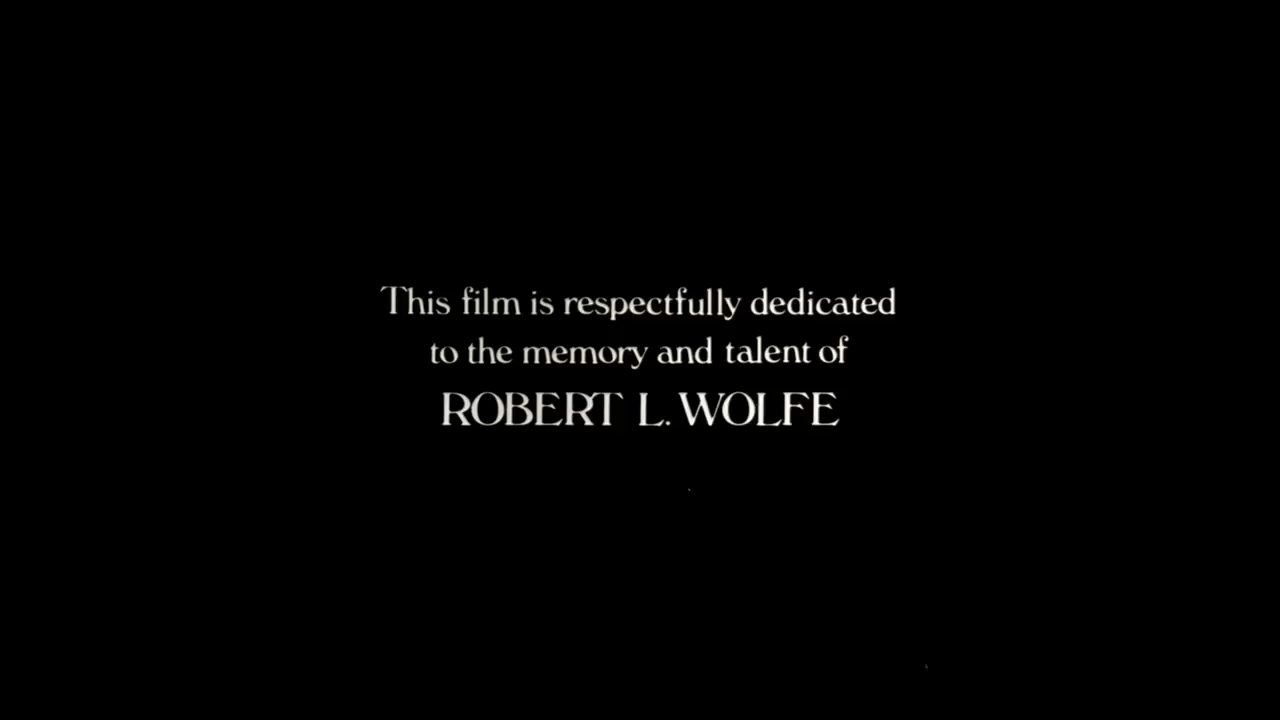 This film is respectfully dedicated
to the memory and talent of
ROBERT L. WOLFE